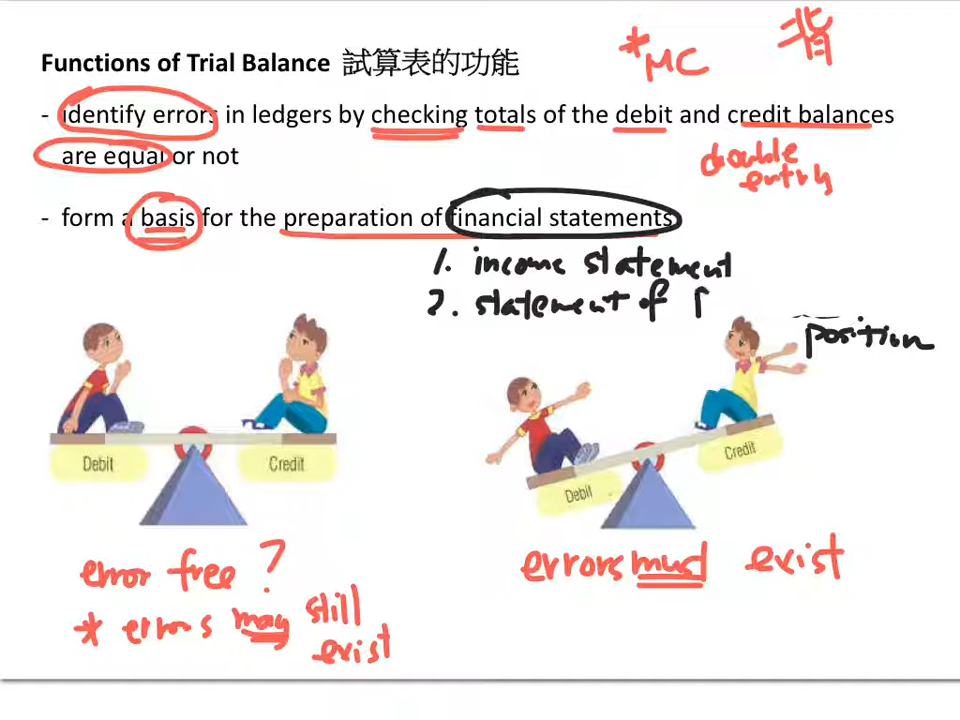 Functions of Trial Balance 試算表的功能
*MC 背
- identify errors in ledgers by checking totals of the debit and credit balances
are equal or not
double
entry
- form a basis for the preparation of financial statements
1. income statement
2. statement of
position
Debit
Credit
Debit
Credit
error free?
* errors may still
exist
errors must exist